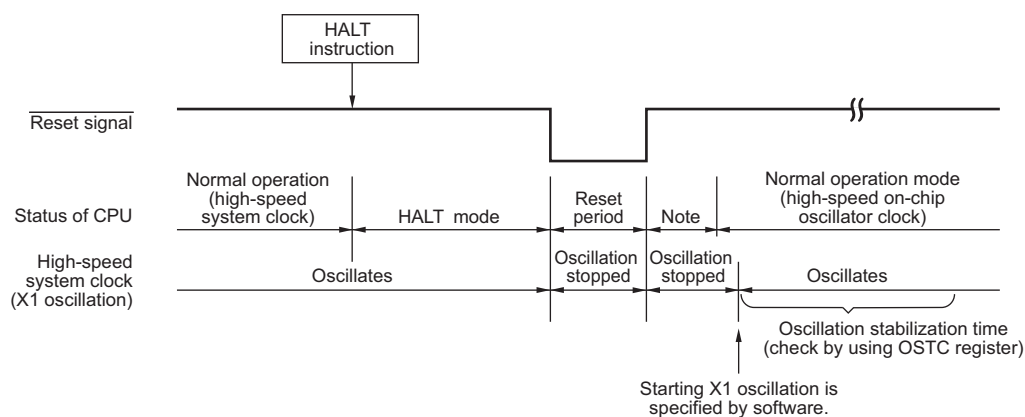 HALT
instruction
Reset signal
Status of CPU
Normal operation
(high-speed
system clock)
HALT mode
Reset
period
Note
Normal operation mode
(high-speed on-chip
oscillator clock)
High-speed
system clock
(X1 oscillation)
Oscillates
Oscillation
stopped
Oscillation
stopped
Oscillates
Oscillation stabilization time
(check by using OSTC register)
Starting X1 oscillation is
specified by software.